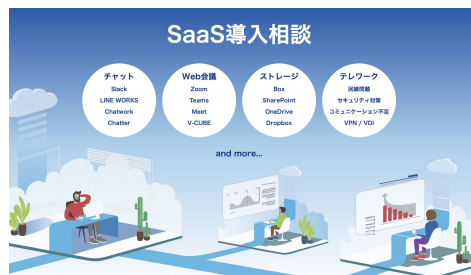 SaaS導入相談
チャット
Slack
LINE WORKS
Chatwork
Chatter
Web会議
Zoom
Teams
Meet
V-CUBE
ストレージ
Box
SharePoint
OneDrive
Dropbox
テレワーク
回線問題
セキュリティ対策
コミュニケーション不足
VPN / VDI
and more...